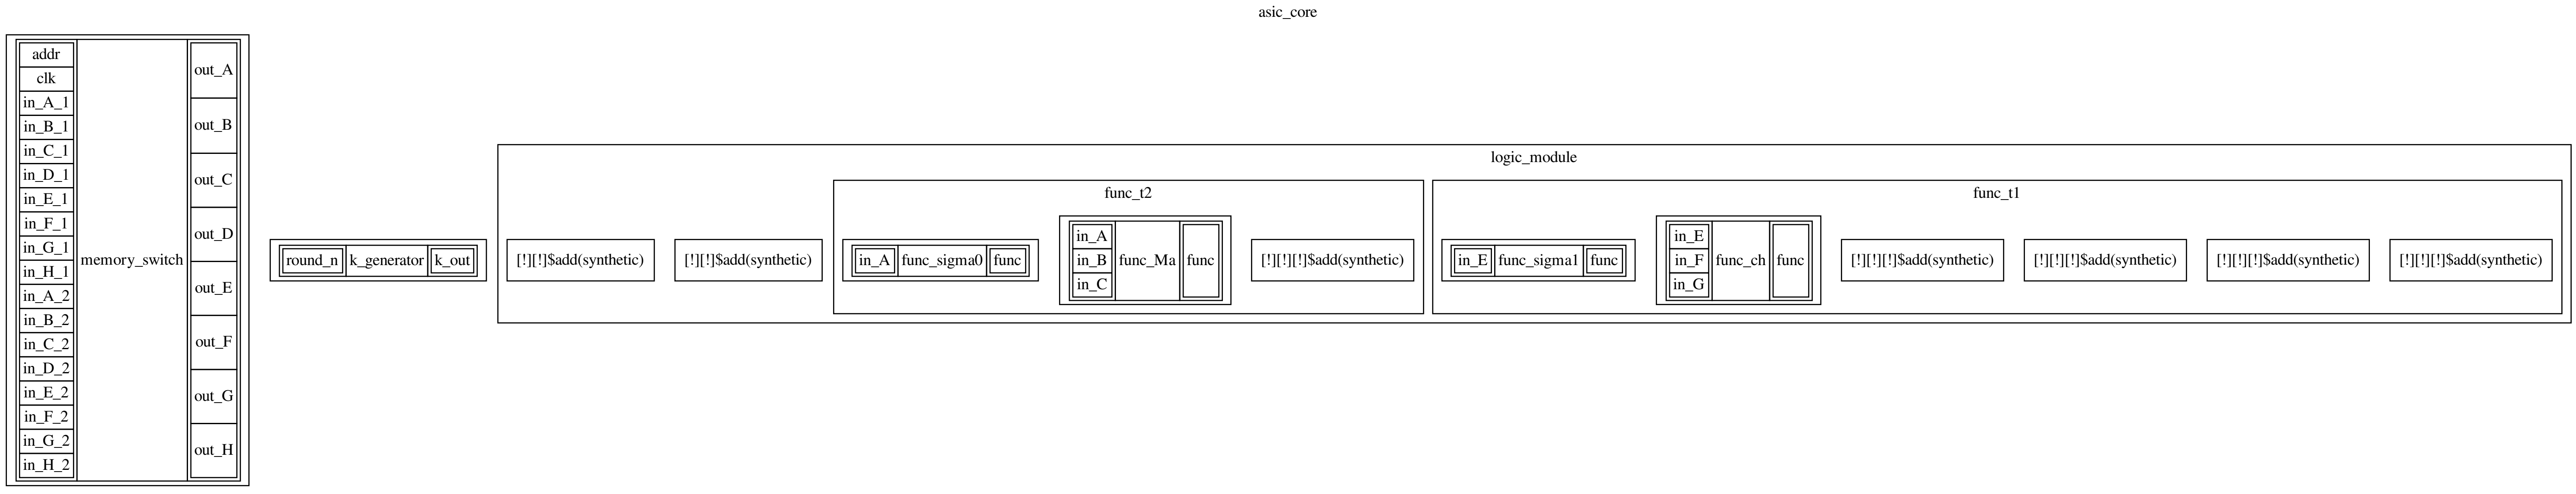 asic_core
addr
clk
in_A_1
in_B_1
in_C_1
in_D_1
in_E_1
in_F_1
in_G_1
in_H_1
in_A_2
in_B_2
in_C_2
in_D_2
in_E_2
in_F_2
in_G_2
in_H_2
memory_switch
out_A
out_B
out_C
out_D
out_E
out_F
out_G
out_H
round_n k_generator k_out
logic_module
[!][!]$add(synthetic)
[!][!]$add(synthetic)
func_t2
in_A func_sigma0 func
in_A
in_B
in_C
func_Ma
func
[!][!][!]$add(synthetic)
func_t1
in_E func_sigma1 func
in_E
in_F
in_G
func_ch
func
[!][!][!]$add(synthetic)
[!][!][!]$add(synthetic)
[!][!][!]$add(synthetic)
[!][!][!]$add(synthetic)